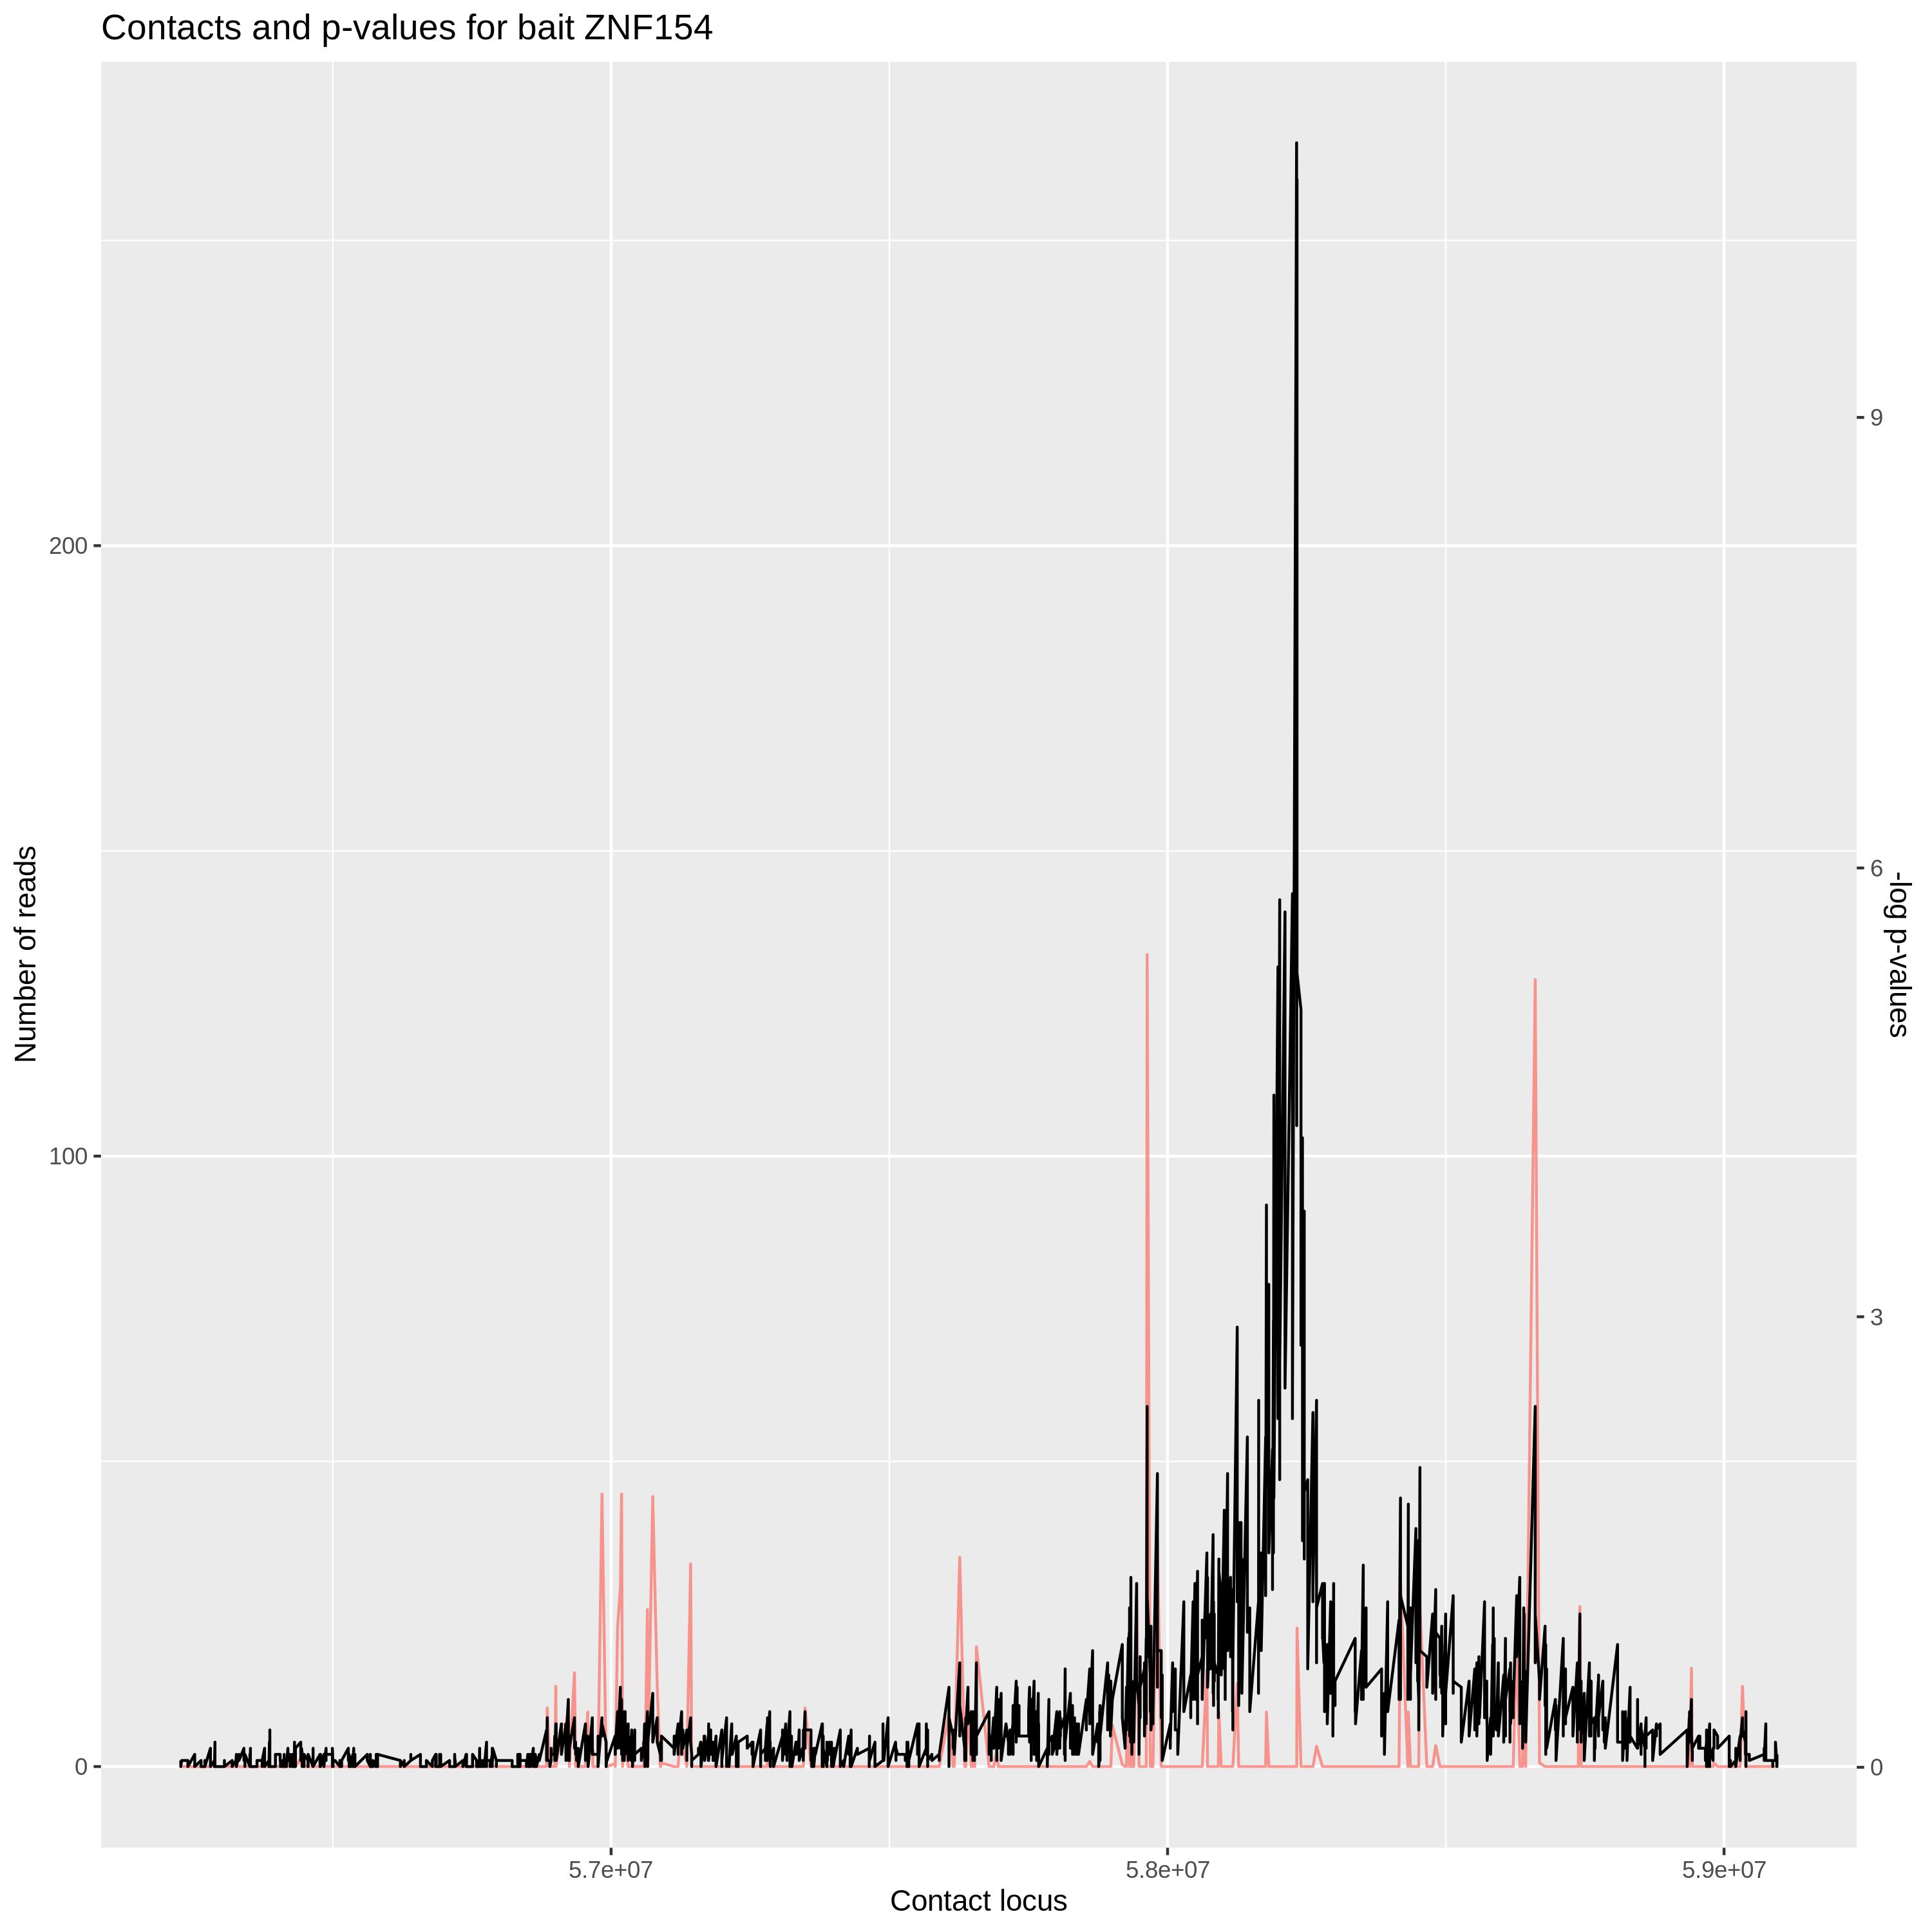 Contacts and p-values for bait ZNF154
Number of reads
200
100
0
9
6
3
0
-log p-values
5.7e+07
5.8e+07
5.9e+07
Contact locus